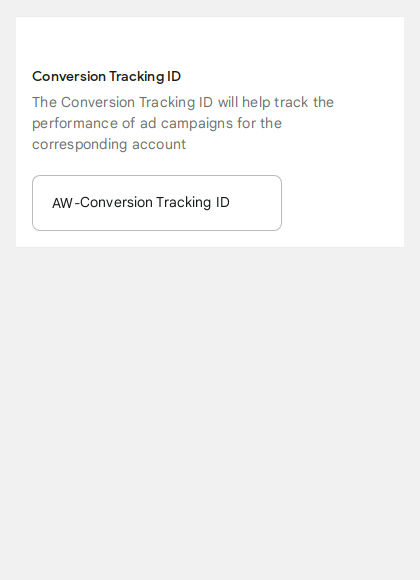 Conversion Tracking ID
The Conversion Tracking ID will help track the
performance of ad campaigns for the
corresponding account
AW-Conversion Tracking ID